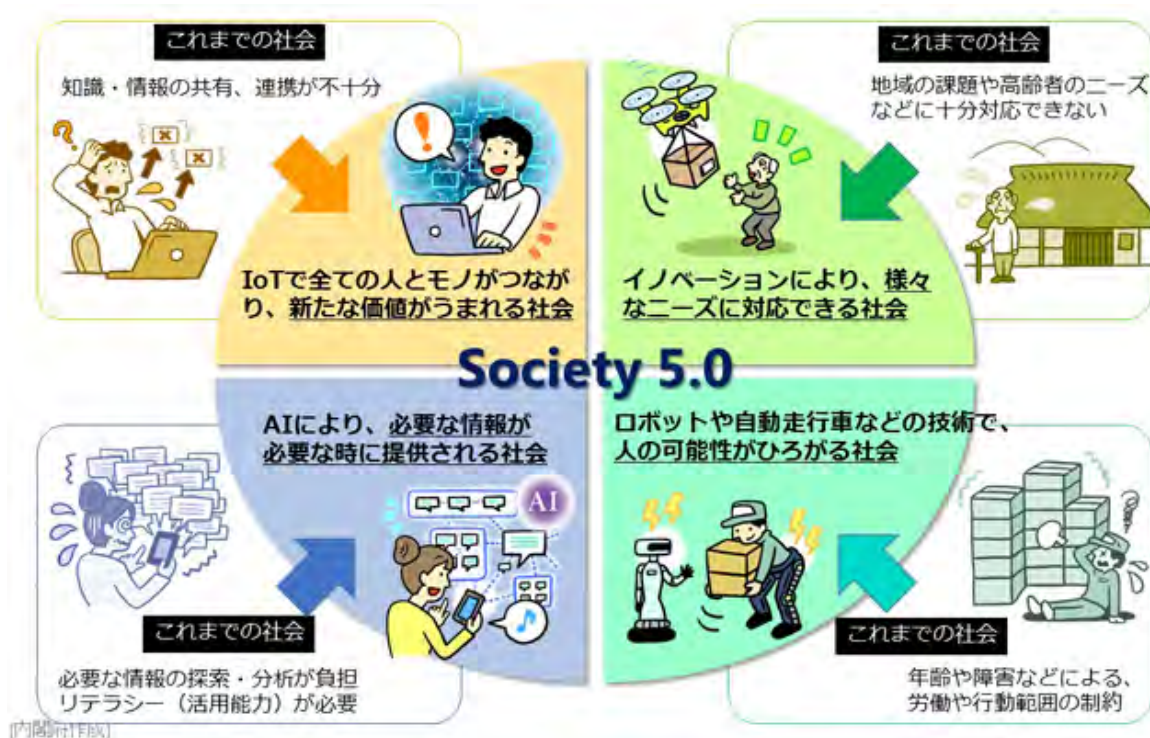 これまでの社会
知識・情報の共有、連携が不十分
?
!
IoTで全ての人とモノがつなが
り、新たな価値がうまれる社会
これまでの社会
地域の課題や高齢者のニーズ
などに十分対応できない
イノベーションにより、様々
なニーズに対応できる社会
Society 5.0
AIにより、必要な情報が
必要な時に提供される社会
AI
これまでの社会
必要な情報の探索・分析が負担
リテラシー（活用能力）が必要
ロボットや自動走行車などの技術で、
人の可能性がひろがる社会
これまでの社会
年齢や障害などによる、
労働や行動範囲の制約
[内閣府作成]